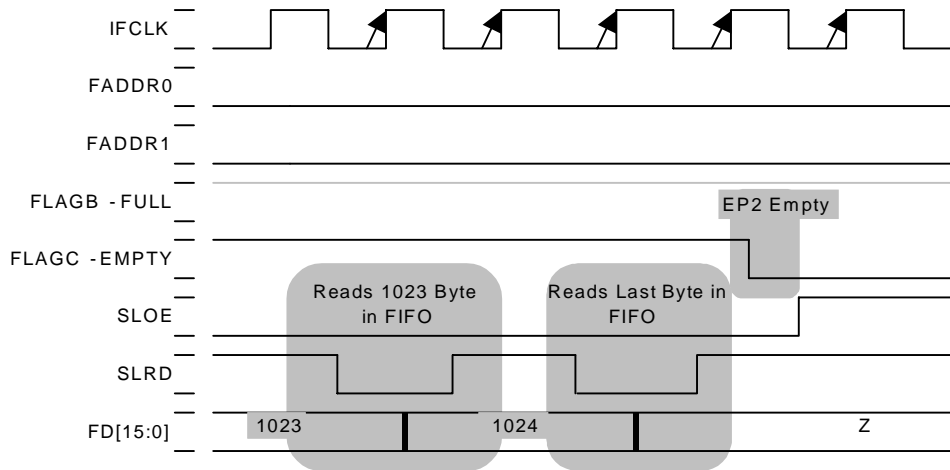 IFCLK
FADDR0
FADDR1
FLAGB - FULL
EP2 Empty
FLAGC - EMPTY
Reads 1023 Byte
in FIFO
Reads Last Byte in
FIFO
SLOE
SLRD
FD[15:0]
1023
1024
Z